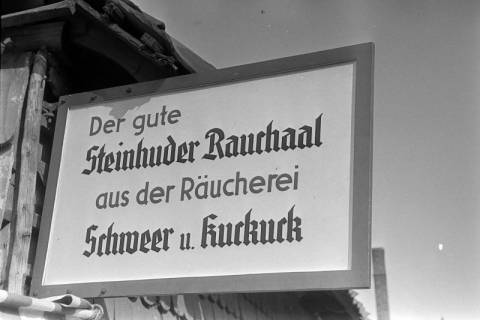 Der gute
Steinhuder Rauchaal
aus der Räucherei
Schweer u. Kuckuck